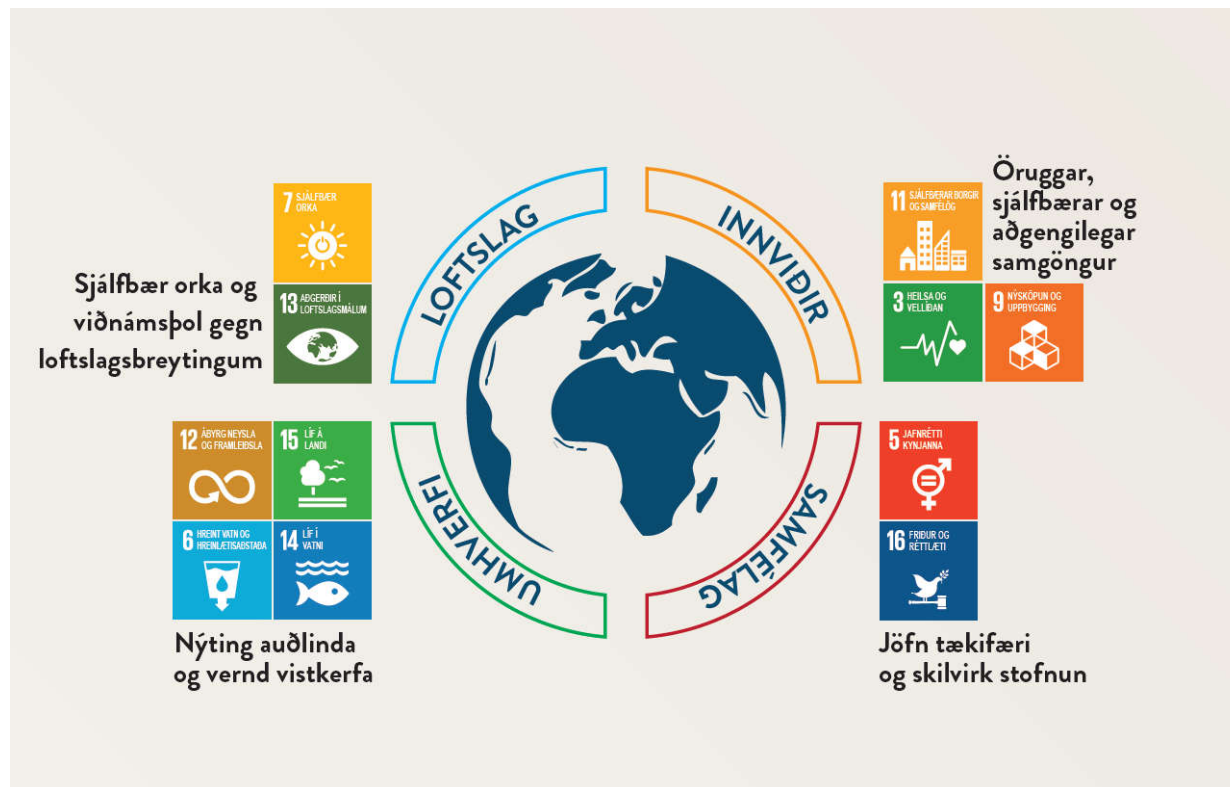 7 SJÁLFBÆR
ORKA
13 AÐGERÐIR Í
LOFTSLAGSMÁLUM
Sjálfbær orka og
viðnámsþol gegn
loftslagsbreytingum
LOFTSLAG
INNVIÐIR
11 SJÁLFBÆRAR BORGIR
OG SAMFÉLÖG
3 HEILSA OG
VELLÍÐAN
9 NÝSKÖPUN OG
UPPBYGGING
Öruggar,
sjálfbærar og
aðgengilegar
samgöngur
12 ÁBYRG NEYSLA
OG FRAMLEIÐSLA
15 LÍF Á
LANDI
6 HREINT VATN OG
HREINLÆTISAÐSTAÐA
14 LÍF Í
VATNI
Nýting auðlinda
og vernd vistkerfa
UMHVERFI
SAMFÉLAG
5 JAFNRÉTTI
KYNJANNA
16 FRIÐUR OG
RÉTTLÆTI
Jöfn tækifæri
og skilvirk stofnun